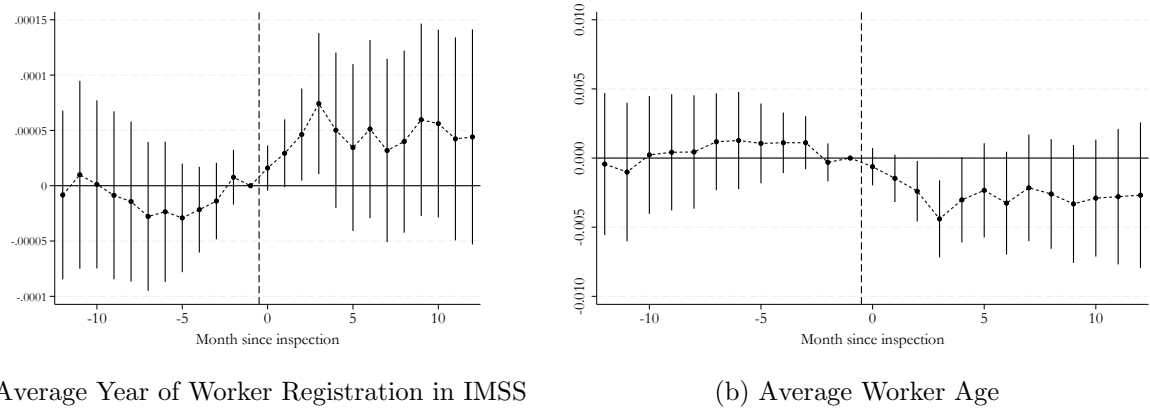 .00015
.0001
.00005
0
-.00005
-.0001
-10 -5 0 5 10
Month since inspection
0.010
0.005
0.000
-0.005
-0.010
-10 -5 0 5 10
Month since inspection
Average Year of Worker Registration in IMSS
(b) Average Worker Age